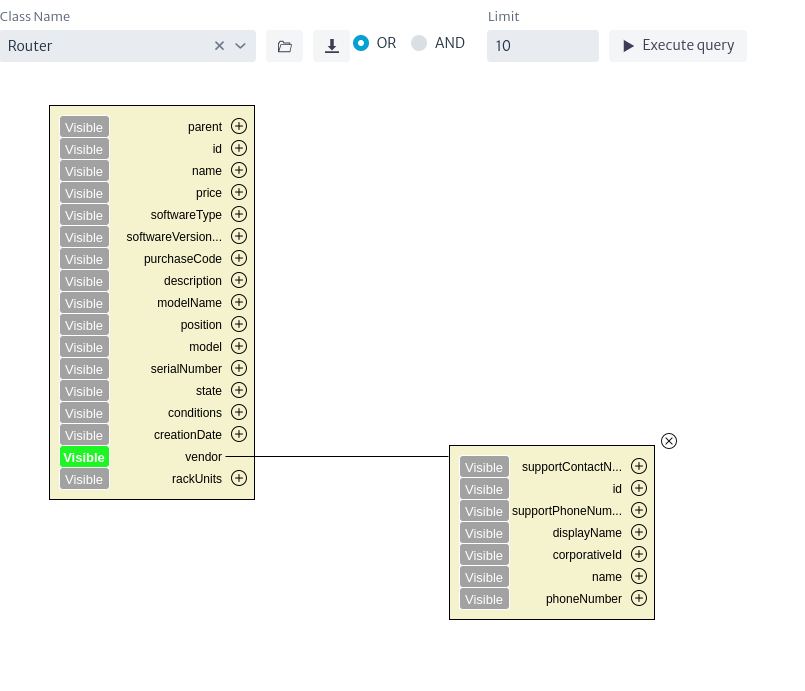 Class Name
Limit
Router
OR
AND
10
Execute query
Visible parent
Visible id
Visible name
Visible price
Visible softwareType
Visible softwareVersion...
Visible purchaseCode
Visible description
Visible modelName
Visible position
Visible model
Visible serialNumber
Visible state
Visible conditions
Visible creationDate
Visible vendor
Visible rackUnits
Visible supportContactN...
Visible id
Visible supportPhoneNum...
Visible displayName
Visible corporativeId
Visible name
Visible phoneNumber